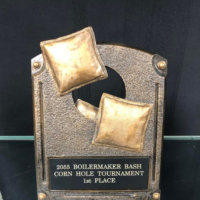 2055 BOILERMAKER BASH
CORN HOLE TOURNAMENT
1st PLACE